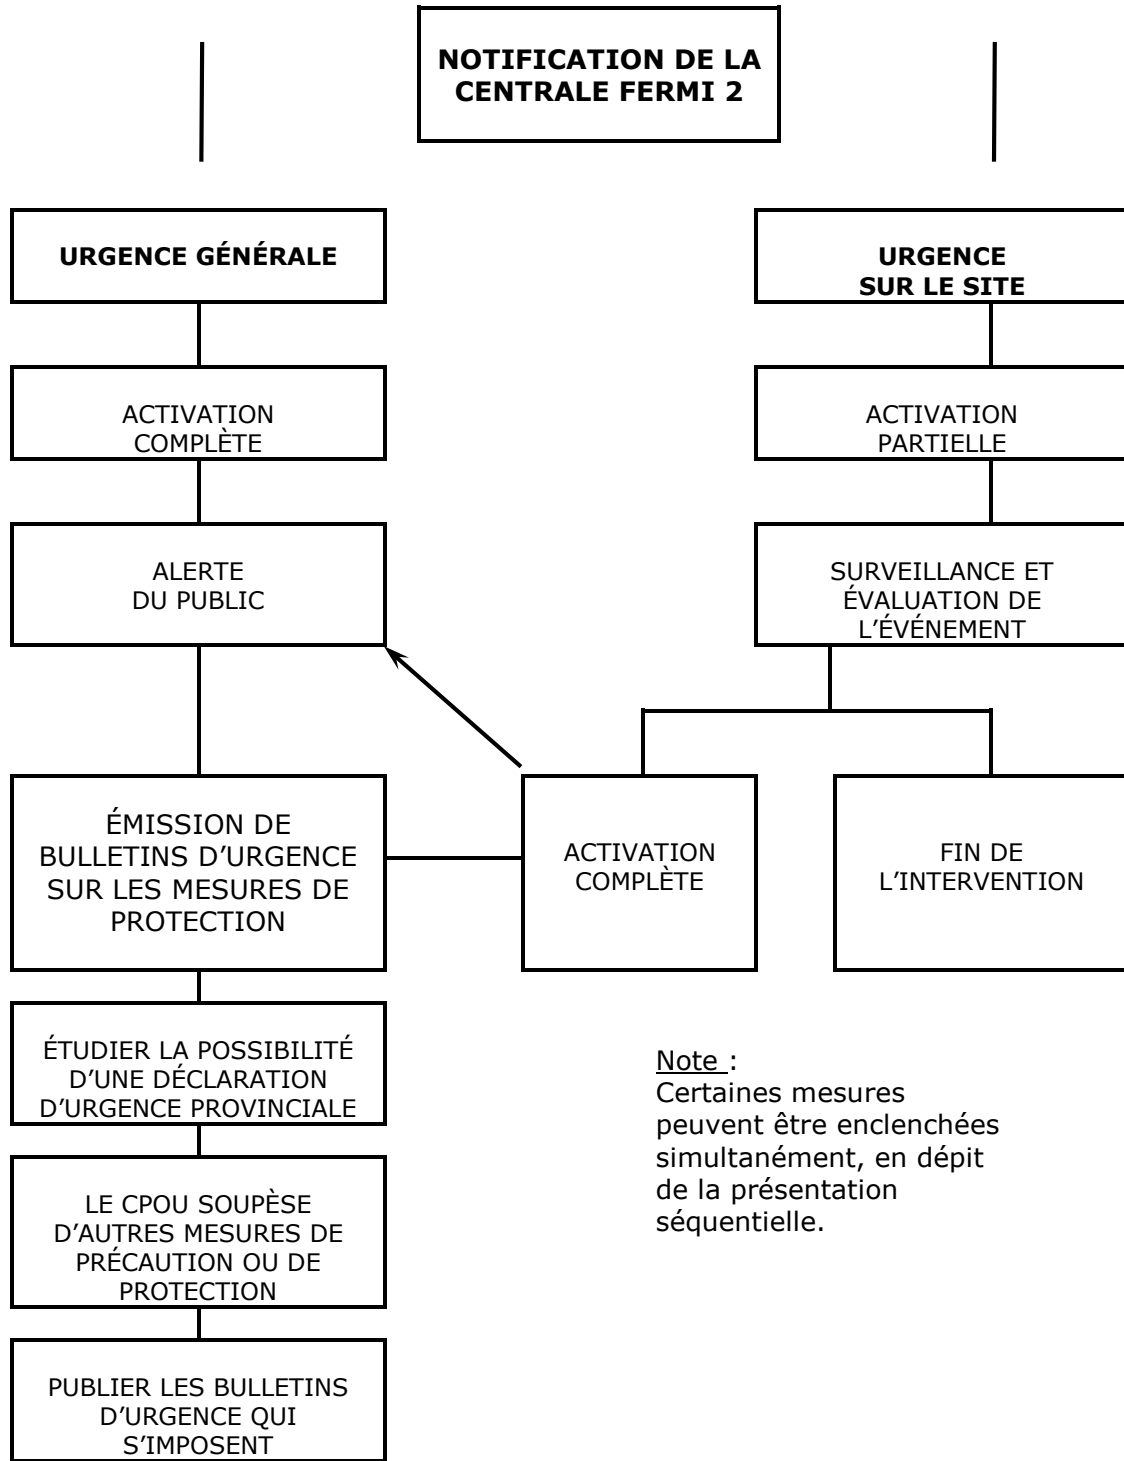 NOTIFICATION DE LA
CENTRALE FERMI 2
URGENCE GÉNÉRALE
URGENCE
SUR LE SITE
ACTIVATION
COMPLÈTE
ACTIVATION
PARTIELLE
ALERTE
DU PUBLIC
SURVEILLANCE ET
ÉVALUATION DE
L’ÉVÉNEMENT
ÉMISSION DE
BULLETINS D’URGENCE
SUR LES MESURES DE
PROTECTION
ACTIVATION
COMPLÈTE
FIN DE
L’INTERVENTION
ÉTUDIER LA POSSIBILITÉ
D’UNE DÉCLARATION
D’URGENCE PROVINCIALE
Note :
Certaines mesures
peuvent être enclenchées
simultanément, en dépit
de la présentation
séquentielle.
LE CPOU SOUPÈSE
D’AUTRES MESURES DE
PRÉCAUTION OU DE
PROTECTION
PUBLIER LES BULLETINS
D’URGENCE QUI
S’IMPOSENT